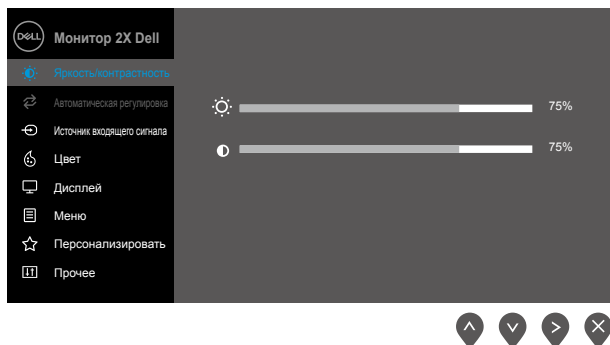 DELL
Монитор 2X Dell
Яркость/контрастность
Автоматическая регулировка
75%
Источник входящего сигнала
75%
Цвет
Дисплей
Меню
Персонализировать
Прочее